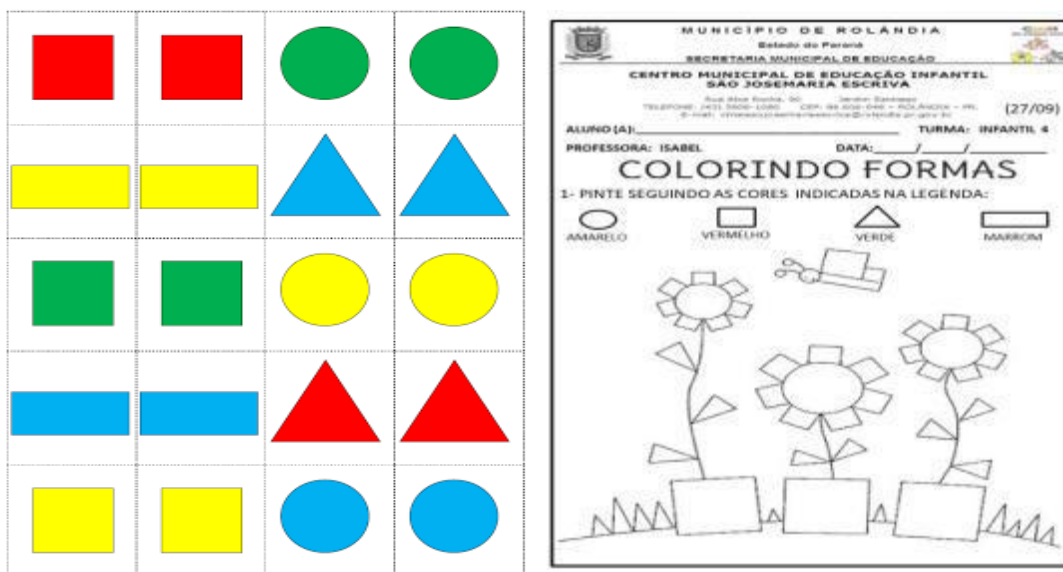 MUNICÍPIO DE ROLÂNDIA
Estado do Paraná
SECRETARIA MUNICIPAL DE EDUCAÇÃO
CENTRO MUNICIPAL DE EDUCAÇÃO INFANTIL
SÃO JOSEMARIA ESCRIVA
(27/09)
ALUNO (A): TURMA: INFANTIL 4
PROFESSORA: ISABEL DATA: / /
COLORINDO FORMAS
1- PINTE SEGUINDO AS CORES INDICADAS NA LEGENDA:
AMARELO VERMELHO VERDE MARROM